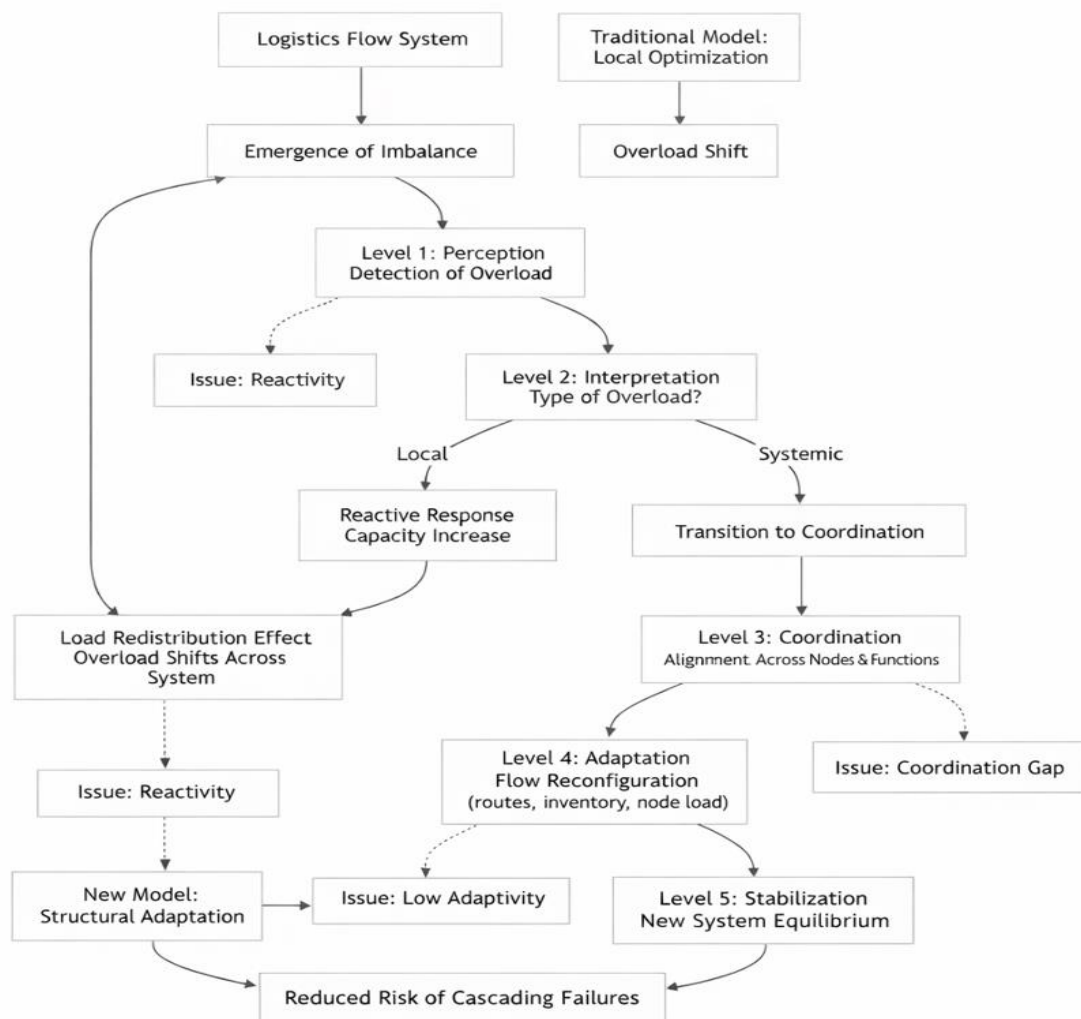 Logistics Flow System
Traditional Model:
Local Optimization
Emergence of Imbalance
Overload Shift
Level 1: Perception
Detection of Overload
Issue: Reactivity
Level 2: Interpretation
Type of Overload?
Local
Systemic
Reactive Response
Capacity Increase
Transition to Coordination
Load Redistribution Effect
Overload Shifts Across
System
Level 3: Coordination
Alignment. Across Nodes & Functions
Issue: Reactivity
Level 4: Adaptation
Flow Reconfiguration
(routes, inventory, node load)
Issue: Coordination Gap
New Model:
Structural Adaptation
Issue: Low Adaptivity
Level 5: Stabilization
New System Equilibrium
Reduced Risk of Cascading Failures